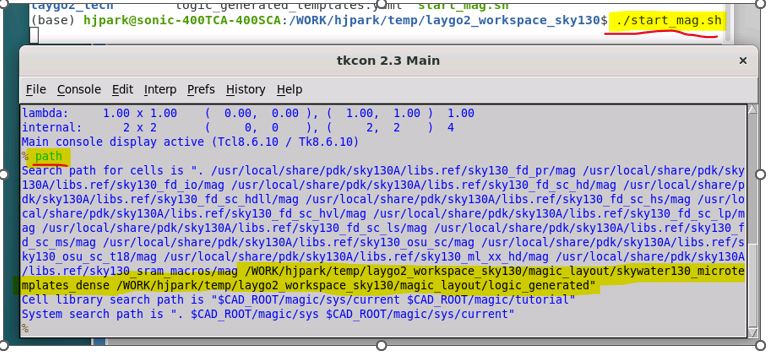 laygo2_tech          logic_generated_templates.yaml  start_mag.sh
(base) hjpark@sonic-400TCA-400SCA:/WORK/hjpark/temp/laygo2_workspace_sky130$ ./start_mag.sh
tkcon 2.3 Main
File Console Edit Interp Prefs History Help
lambda:     1.00 x 1.00    (  0.00,  0.00 ), (  1.00,  1.00 )  1.00
internal:      2 x 2       (     0,  0    ), (     2,  2    )  4
Main console display active (Tcl8.6.10 / Tk8.6.10)
% path
Search path for cells is ". /usr/local/share/pdk/sky130A/libs.ref/sky130_fd_pr/mag /usr/local/share/pdk/sky
130A/libs.ref/sky130_fd_io/mag /usr/local/share/pdk/sky130A/libs.ref/sky130_fd_sc_hd/mag /usr/local/share/p
dk/sky130A/libs.ref/sky130_fd_sc_hdll/mag /usr/local/share/pdk/sky130A/libs.ref/sky130_fd_sc_hs/mag /usr/lo
cal/share/pdk/sky130A/libs.ref/sky130_fd_sc_hvl/mag /usr/local/share/pdk/sky130A/libs.ref/sky130_fd_sc_lp/m
ag /usr/local/share/pdk/sky130A/libs.ref/sky130_fd_sc_ls/mag /usr/local/share/pdk/sky130A/libs.ref/sky130_f
d_sc_ms/mag /usr/local/share/pdk/sky130A/libs.ref/sky130_osu_sc/mag /usr/local/share/pdk/sky130A/libs.ref/s
ky130_osu_sc_t18/mag /usr/local/share/pdk/sky130A/libs.ref/sky130_ml_xx_hd/mag /usr/local/share/pdk/sky130A
/libs.ref/sky130_sram_macros/mag /WORK/hjpark/temp/laygo2_workspace_sky130/magic_layout/skywater130_microte
mplates_dense /WORK/hjpark/temp/laygo2_workspace_sky130/magic_layout/logic_generated"
Cell library search path is "$CAD_ROOT/magic/sys/current $CAD_ROOT/magic/tutorial"
System search path is ". $CAD_ROOT/magic/sys $CAD_ROOT/magic/sys/current"
%